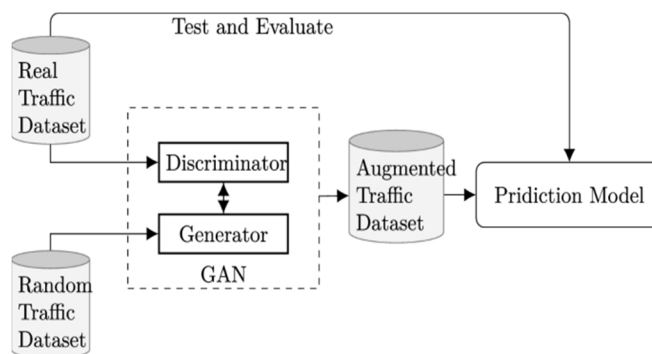 Test and Evaluate
Real
Traffic
Dataset
Discriminator
Generator
GAN
Random
Traffic
Dataset
Augmented
Traffic
Dataset
Pridiction Model